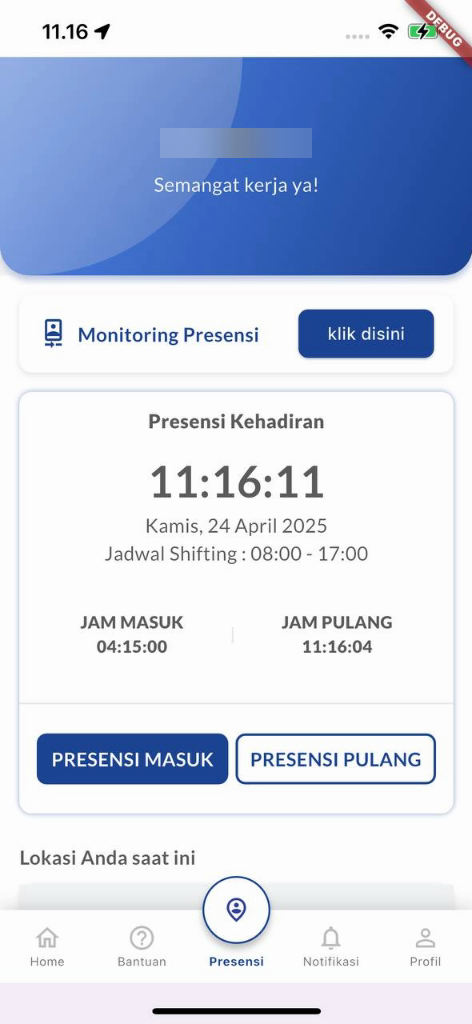 11.16
DEBUG
Semangat kerja ya!
Monitoring Presensi
klik disini
Presensi Kehadiran
11:16:11
Kamis, 24 April 2025
Jadwal Shifting : 08:00 - 17:00
JAM MASUK
04:15:00
JAM PULANG
11:16:04
PRESENSI MASUK
PRESENSI PULANG
Lokasi Anda saat ini
Home
Bantuan
Presensi
Notifikasi
Profil